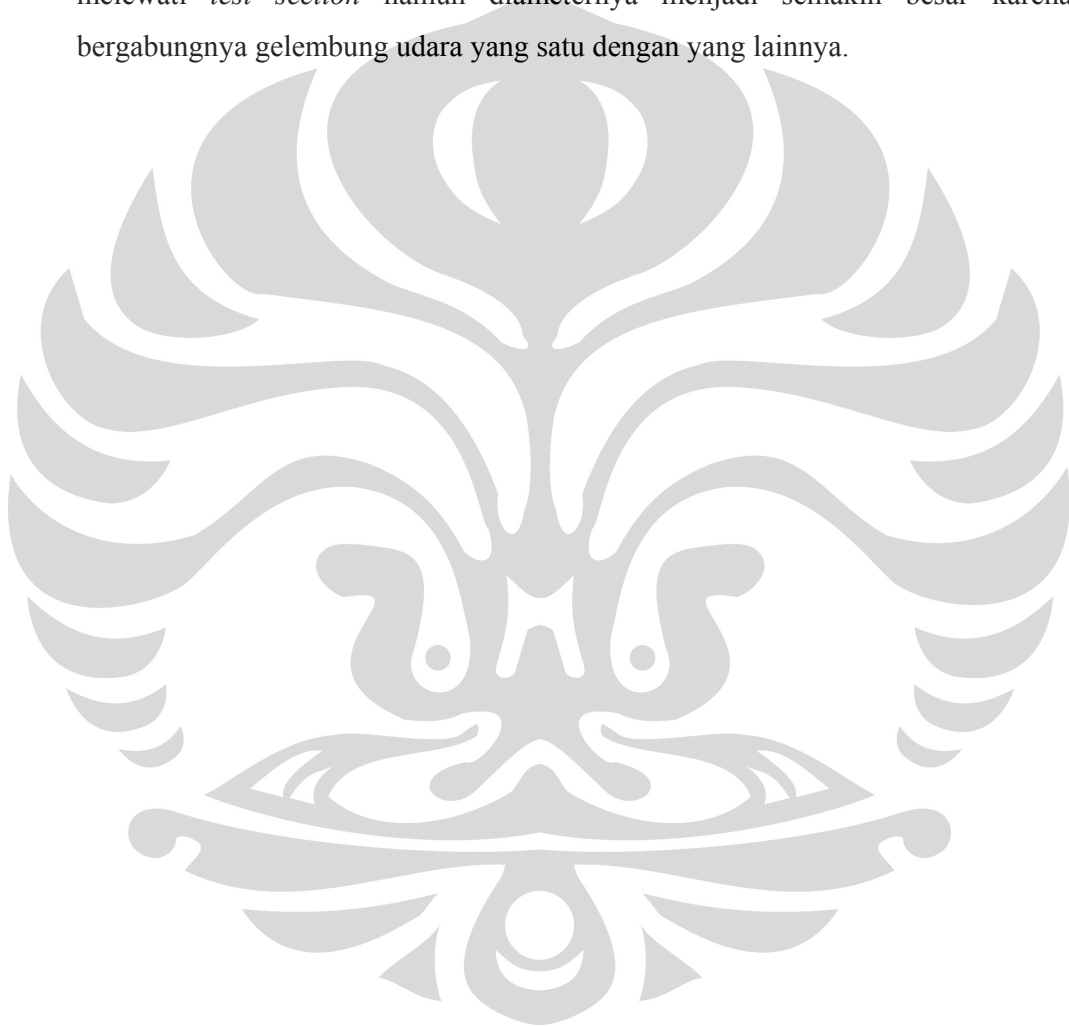 melewati test section namun diameternya menjadi semakin besar karena
bergabungnya gelembung udara yang satu dengan yang lainnya.